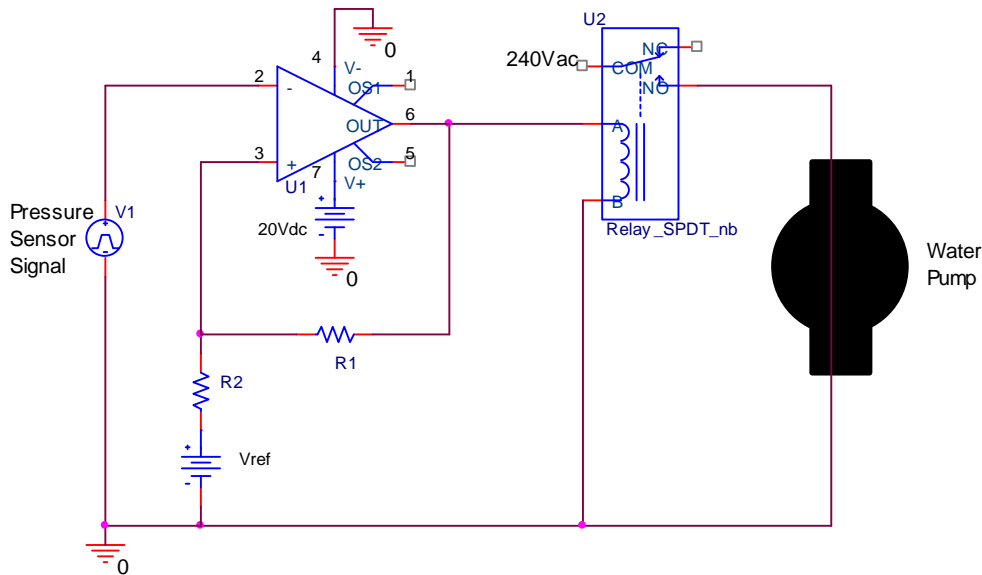 U2
4
0
NC
240Vac
COM
V-
2
-
OS1
1
NO
OUT
6
A
3
+
7
OS2
5
U1
V+
B
Pressure
Sensor
Signal
V1
+
-
+
20Vdc
-
Relay_SPDT_nb
0
Water
Pump
R1
R2
+
Vref
-
0